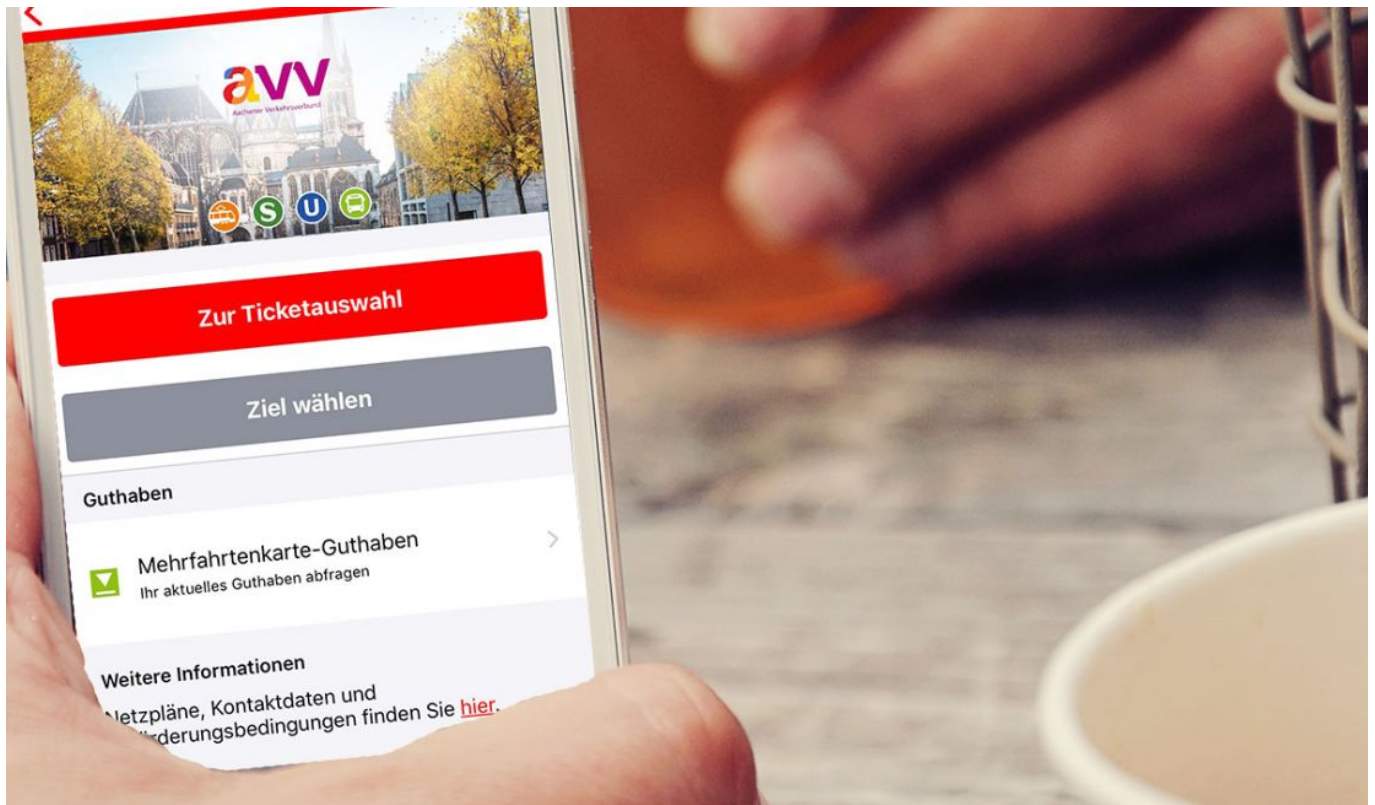 avv
Aachener Verkehrsverbund
S U
Zur Ticketauswahl
Ziel wählen
Guthaben
Mehrfahrtenkarte-Guthaben
Ihr aktuelles Guthaben abfragen
Weitere Informationen
Netzpläne, Kontaktdaten und
finden Sie hier.